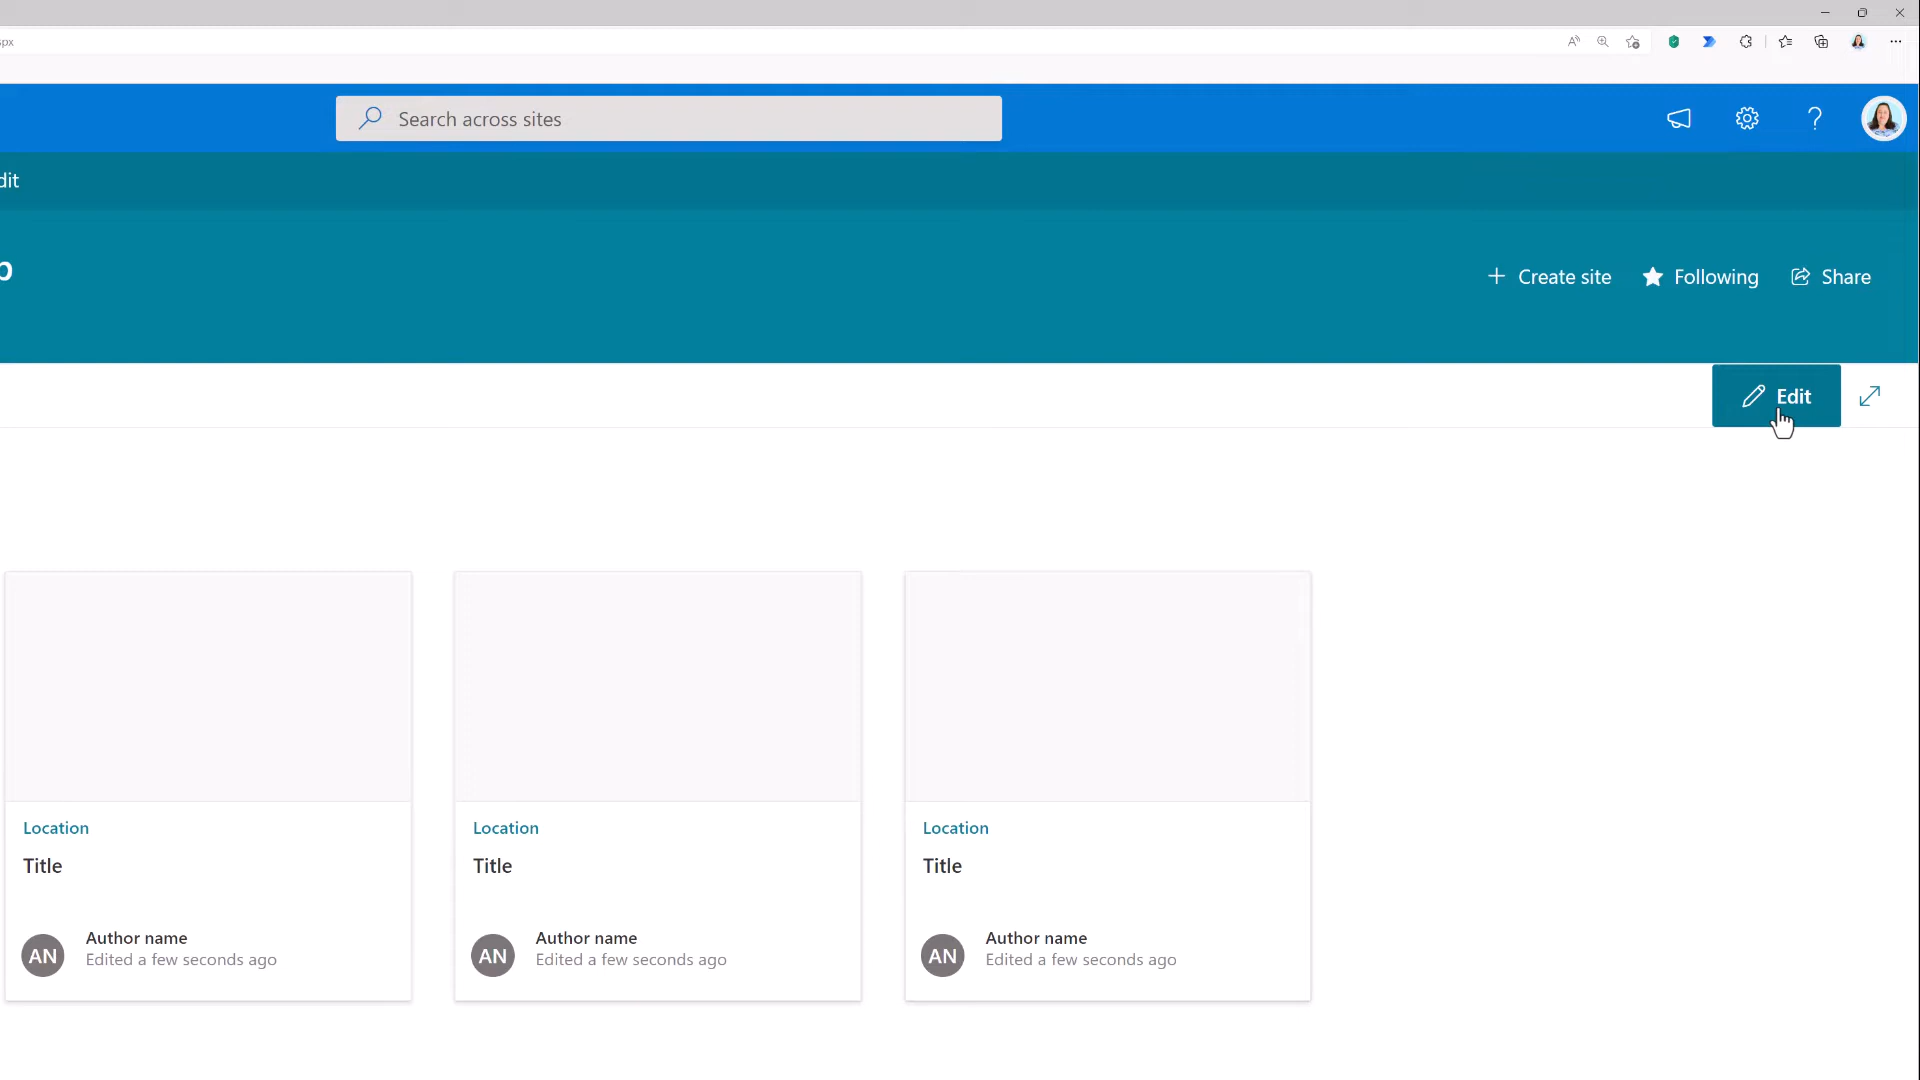 spx
Search across sites
dit
p
Create site
Following
Share
Edit
Location
Title
AN
Author name
Edited a few seconds ago
Location
Title
AN
Author name
Edited a few seconds ago
Location
Title
AN
Author name
Edited a few seconds ago